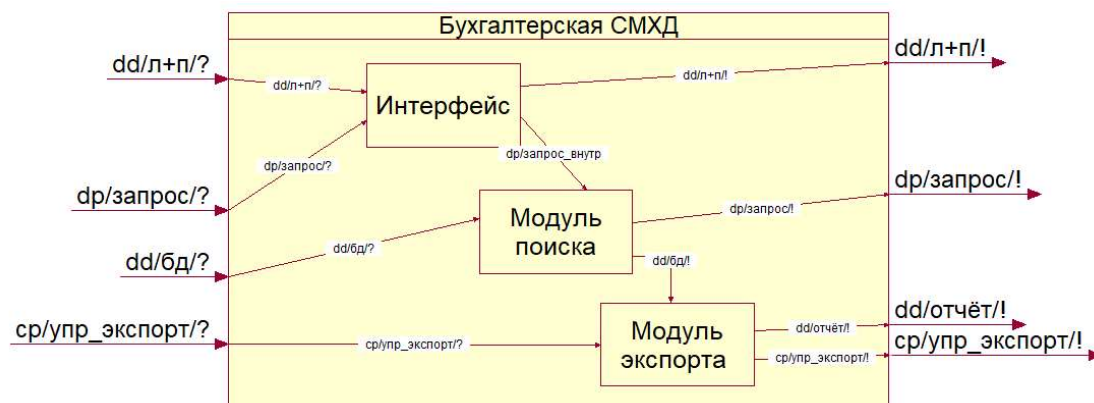 Бухгалтерская СМХД
dd/л+п/?
dd/л+п/!
dd/л+п/?
dd/л+п/!
Интерфейс
dp/запрос_внутр
dp/запрос/?
dp/запрос/?
dp/запрос/!
dp/запрос/!
Модуль
поиска
dd/бд/?
dd/бд/?
dd/бд/!
ср/упр_экспорт/?
ср/упр_экспорт/?
Модуль
экспорта
dd/отчёт/!
dd/отчёт/!
ср/упр_экспорт/!
ср/упр_экспорт/!